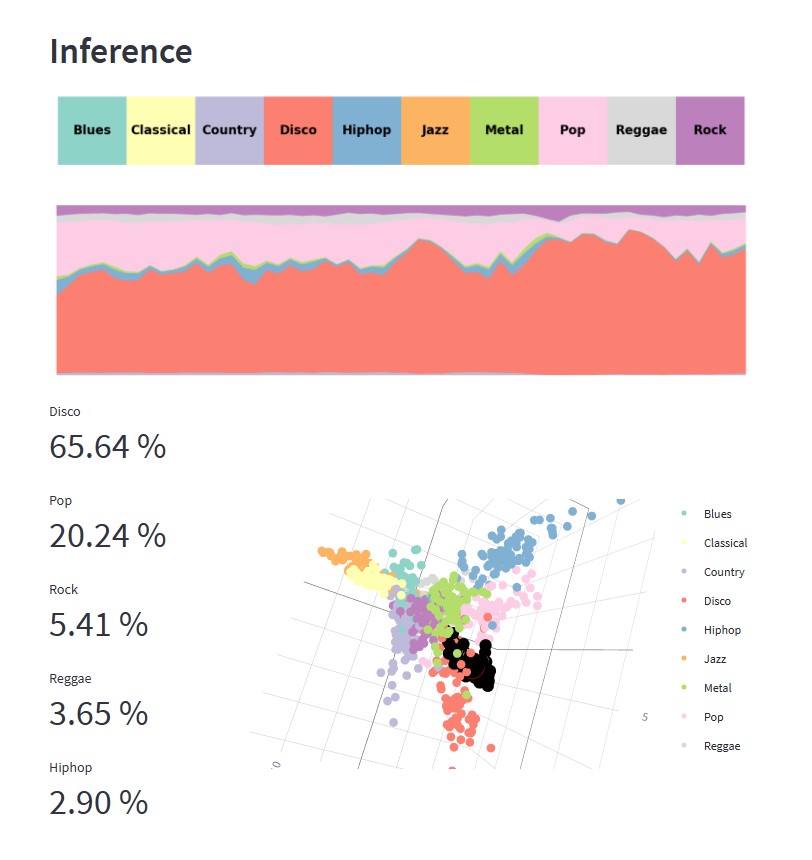 Inference
Blues Classical Country Disco Hiphop Jazz Metal Pop Reggae Rock
Disco
65.64 %
Pop
20.24 %
Rock
5.41 %
Reggae
3.65 %
Hiphop
2.90 %
Blues
Classical
Country
Disco
Hiphop
Jazz
Metal
Pop
Reggae
5